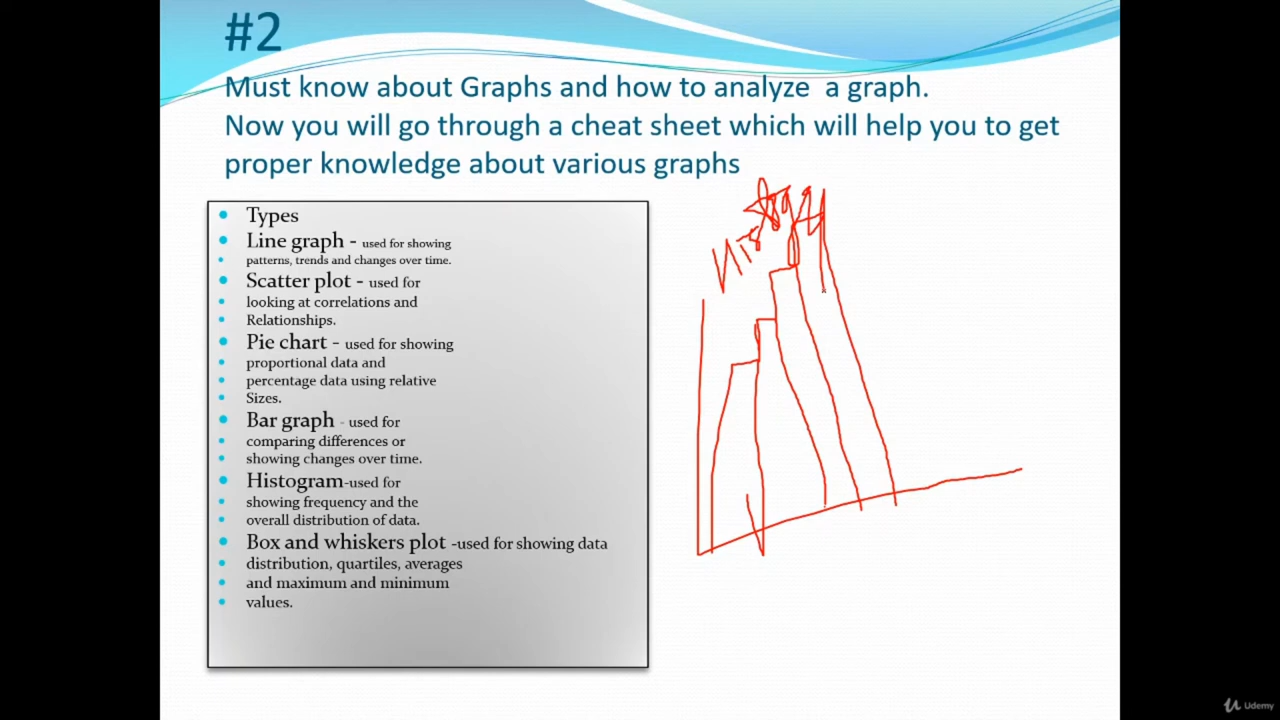 #2
Must know about Graphs and how to analyze a graph.
Now you will go through a cheat sheet which will help you to get
proper knowledge about various graphs
Types
Line graph - used for showing
patterns, trends and changes over time.
Scatter plot - used for
looking at correlations and
Relationships.
Pie chart - used for showing
proportional data and
percentage data using relative
Sizes.
Bar graph - used for
comparing differences or
showing changes over time.
Histogram-used for
showing frequency and the
overall distribution of data.
Box and whiskers plot -used for showing data
distribution, quartiles, averages
and maximum and minimum
values.
Udemy